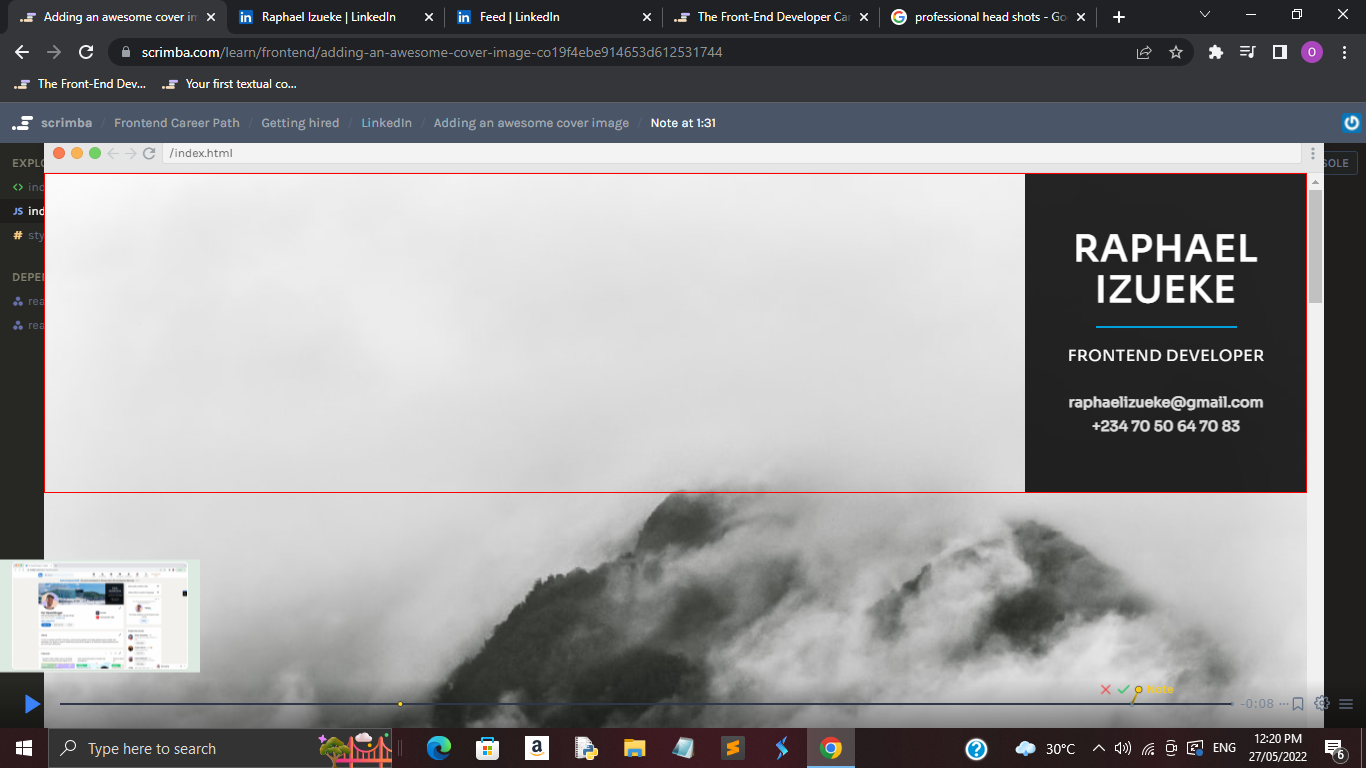 Adding an awesome cover in
Raphael Izueke | LinkedIn
Feed | LinkedIn
The Front-End Developer Car
professional head shots - Go
scrimba.com/learn/frontend/adding-an-awesome-cover-image-co19f4ebe914653d612531744
O
The Front-End Dev...
Your first textual co...
scrimba / Frontend Career Path / Getting hired / LinkedIn / Adding an awesome cover image / Note at 1:31
EXPLO
/index.html
SOLE
<> ind
JS ind
# sty
DEPE
rea
rea
RAPHAEL
IZUEKE
FRONTEND DEVELOPER
raphaelizueke@gmail.com
+234 70 50 64 70 83
Note
-0:08
Type here to search
a
S
?
30°C
ENG
12:20 PM
27/05/2022
6